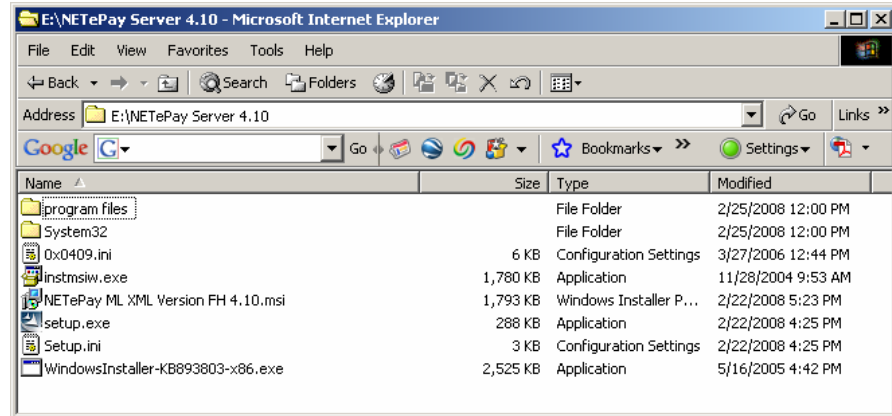 E:\NETePay Server 4.10 - Microsoft Internet Explorer
File Edit View Favorites Tools Help
Back Search Folders
Address E:\NETePay Server 4.10 Go Links »
Google G Go Bookmarks » Settings
Name Size Type Modified
program files File Folder 2/25/2008 12:00 PM
System32 File Folder 2/25/2008 12:00 PM
0x0409.ini 6 KB Configuration Settings 3/27/2006 12:44 PM
instmsiw.exe 1,780 KB Application 11/28/2004 9:53 AM
NETePay ML XML Version FH 4.10.msi 1,793 KB Windows Installer P... 2/22/2008 5:23 PM
setup.exe 288 KB Application 2/22/2008 4:25 PM
Setup.ini 3 KB Configuration Settings 2/22/2008 4:25 PM
WindowsInstaller-KB893803-x86.exe 2,525 KB Application 5/16/2005 4:42 PM